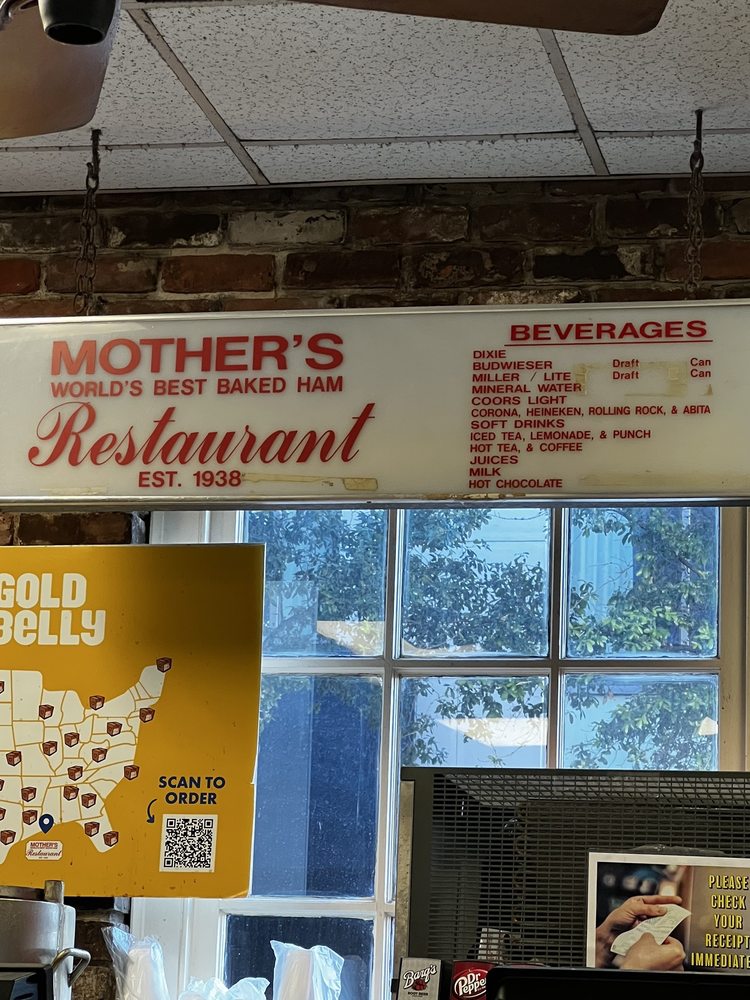 MOTHER'S
WORLD'S BEST BAKED HAM
Restaurant
EST. 1938
BEVERAGES
DIXIE
BUDWIESER Draft Can
MILLER / LITE Draft Can
MINERAL WATER
COORS LIGHT
CORONA, HEINEKEN, ROLLING ROCK, & ABITA
SOFT DRINKS
ICED TEA, LEMONADE, & PUNCH
HOT TEA, & COFFEE
JUICES
MILK
HOT CHOCOLATE
GOLD
BELLY
SCAN TO
ORDER
MOTHER'S
Restaurant
PLEASE
CHECK
YOUR
RECEIPT
Barq's
Dr Pepper